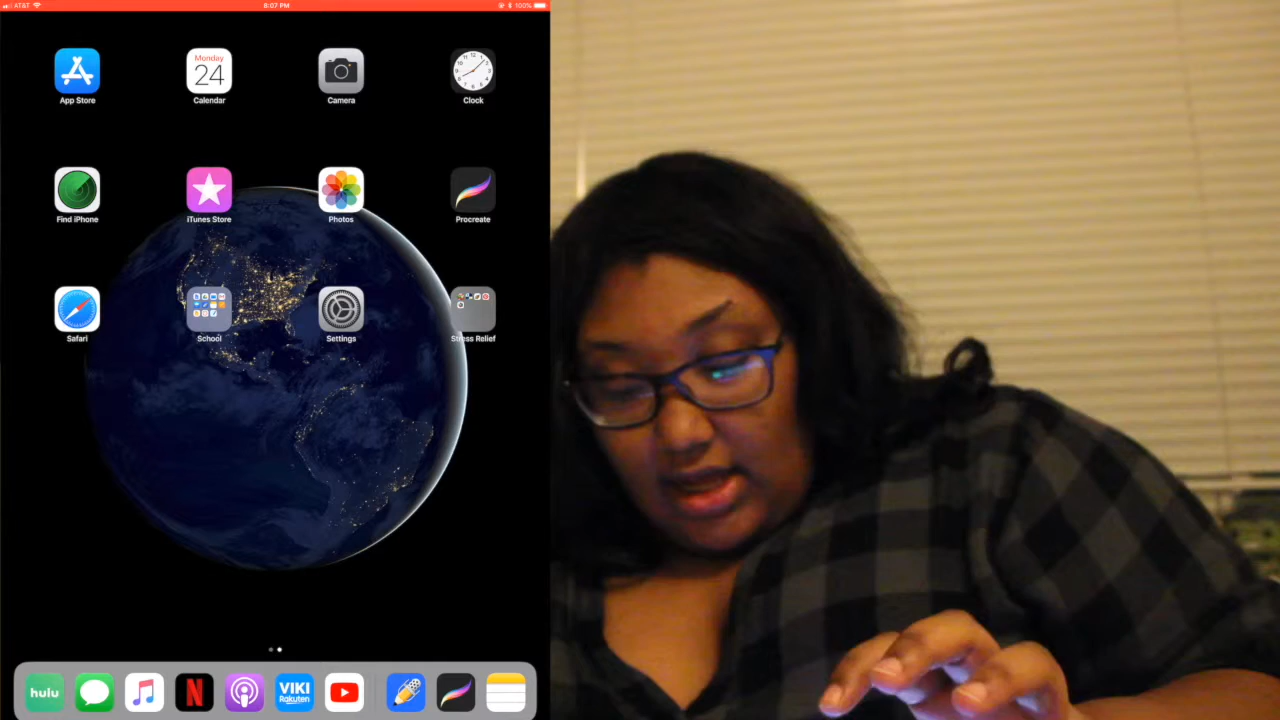 AT&T 8:07 PM 100%
Monday
24
App Store Calendar Camera Clock
Find iPhone iTunes Store Photos Procreate
Safari School Settings Stress Relief
hulu VIKI
Rakuten